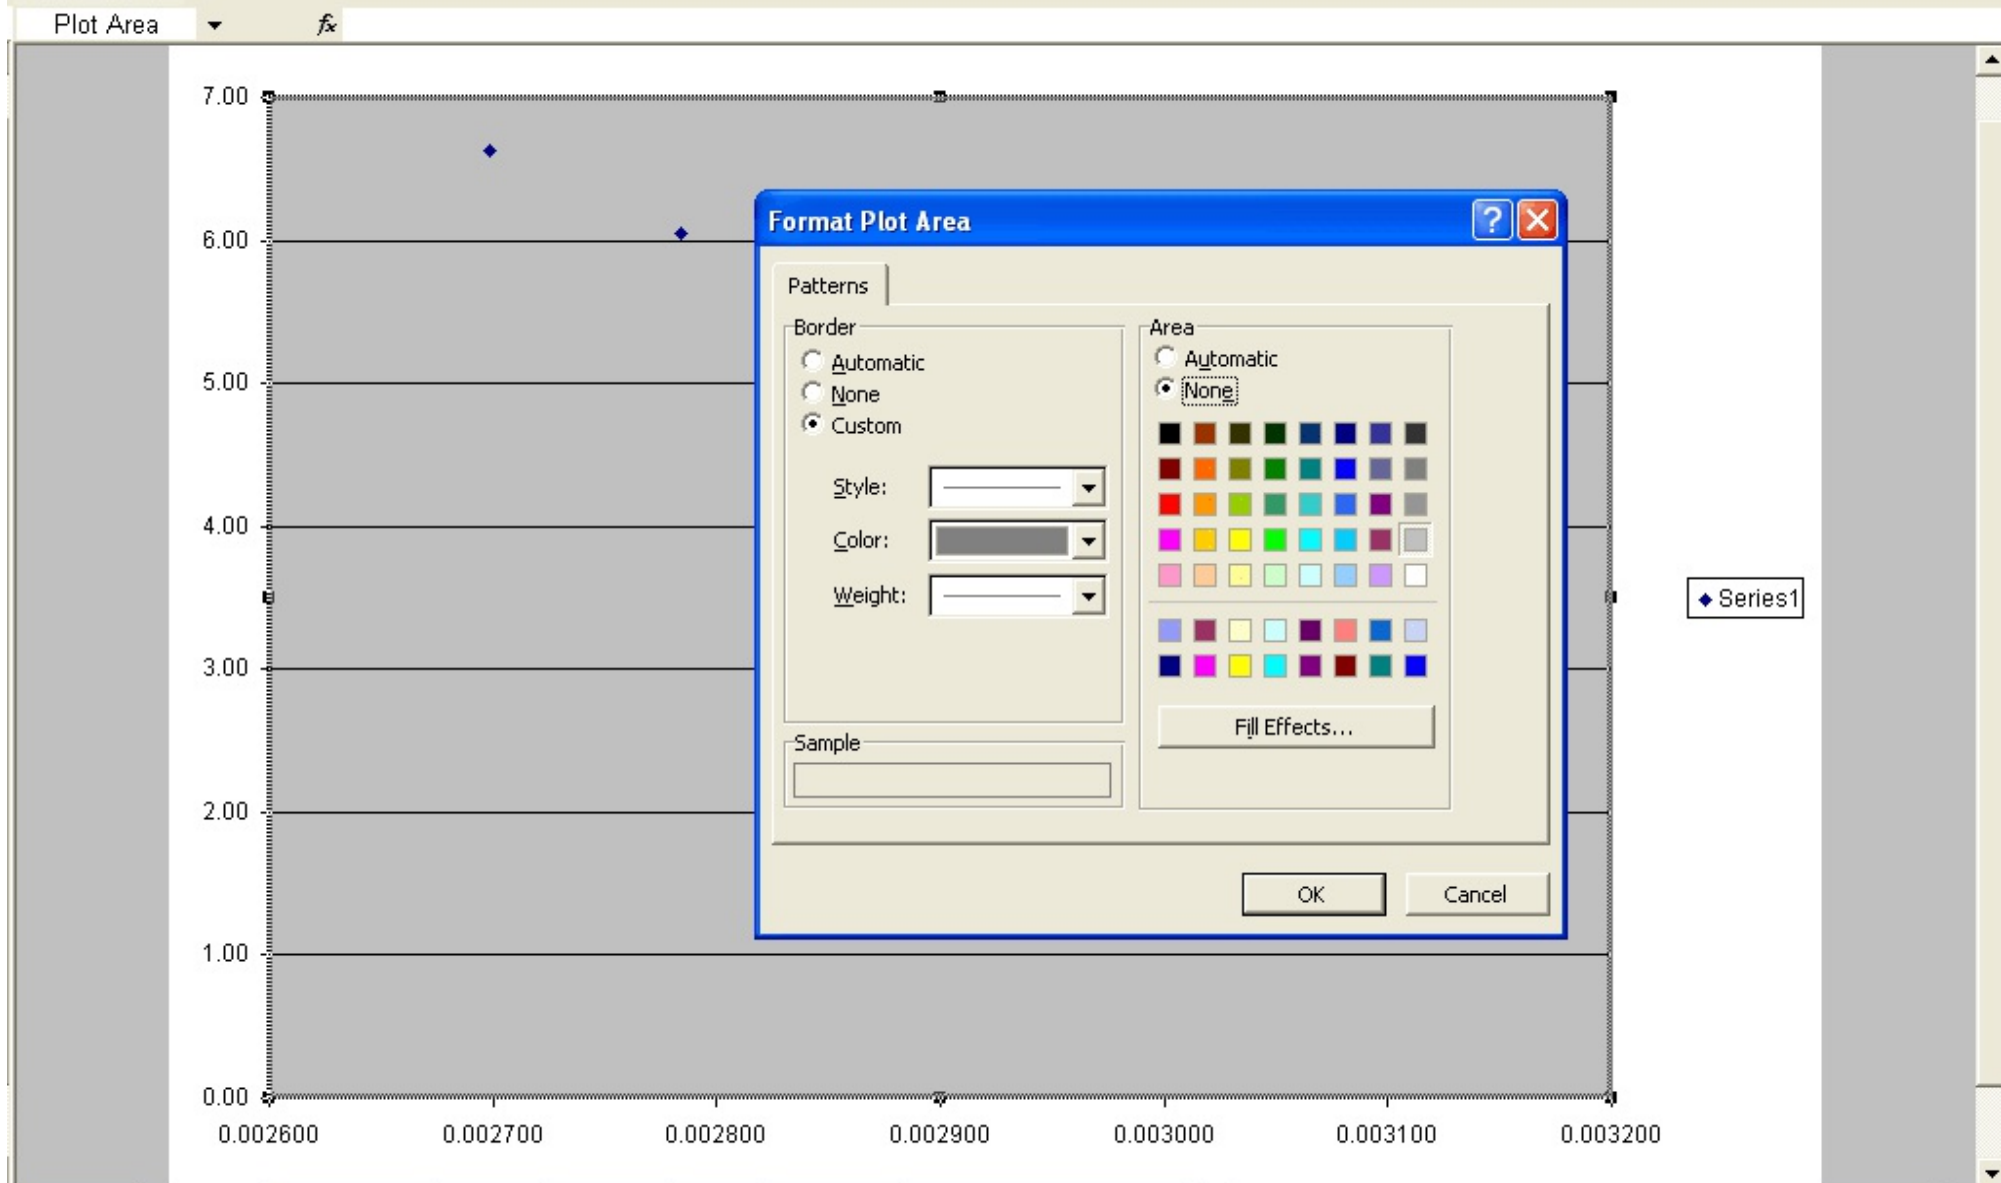 Plot Area fx
7.00
6.00
5.00
4.00
3.00
2.00
1.00
0.00
0.002600 0.002700 0.002800 0.002900 0.003000 0.003100 0.003200
Series1
Format Plot Area
Patterns
Border
Automatic
None
Custom
Style:
Color:
Weight:
Sample
Area
Automatic
None
Fill Effects...
OK Cancel